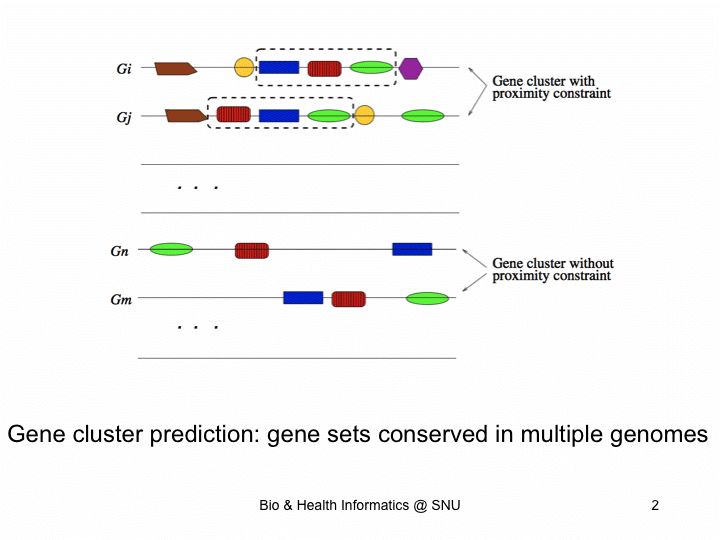 Gi
Gene cluster with
proximity constraint
Gj
. . .
Gn
Gene cluster without
proximity constraint
Gm
. . .
Gene cluster prediction: gene sets conserved in multiple genomes
Bio & Health Informatics @ SNU
2